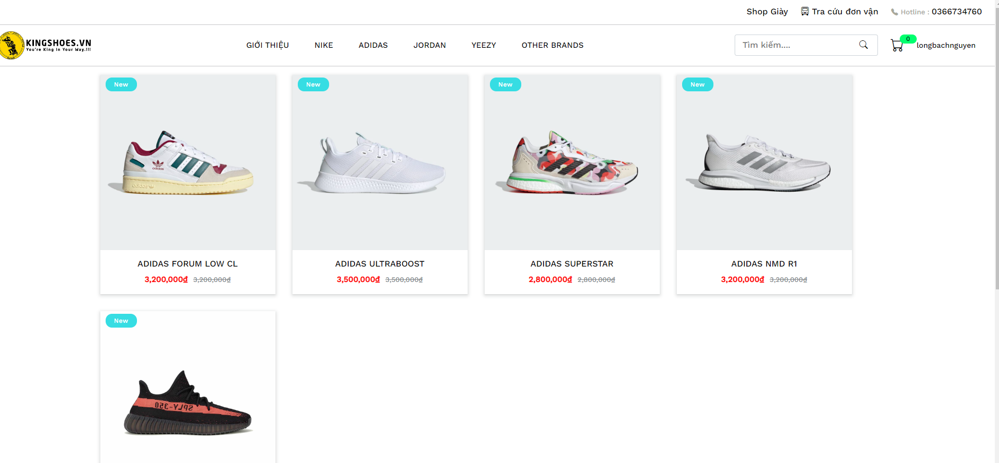 Shop Giày
Tra cứu đơn vận
Hotline : 0366734760
KINGSHOES.VN
You're King In Your Way.!!!
GIỚI THIỆU
NIKE
ADIDAS
JORDAN
YEEZY
OTHER BRANDS
Tìm kiếm....
0
longbachnguyen
New
New
New
New
adidas
adidas
ADIDAS FORUM LOW CL
3,200,000₫ 3,200,000₫
ADIDAS ULTRABOOST
3,500,000₫ 3,500,000₫
ADIDAS SUPERSTAR
2,800,000₫ 2,800,000₫
ADIDAS NMD R1
3,200,000₫ 3,200,000₫
New
SPLY-350